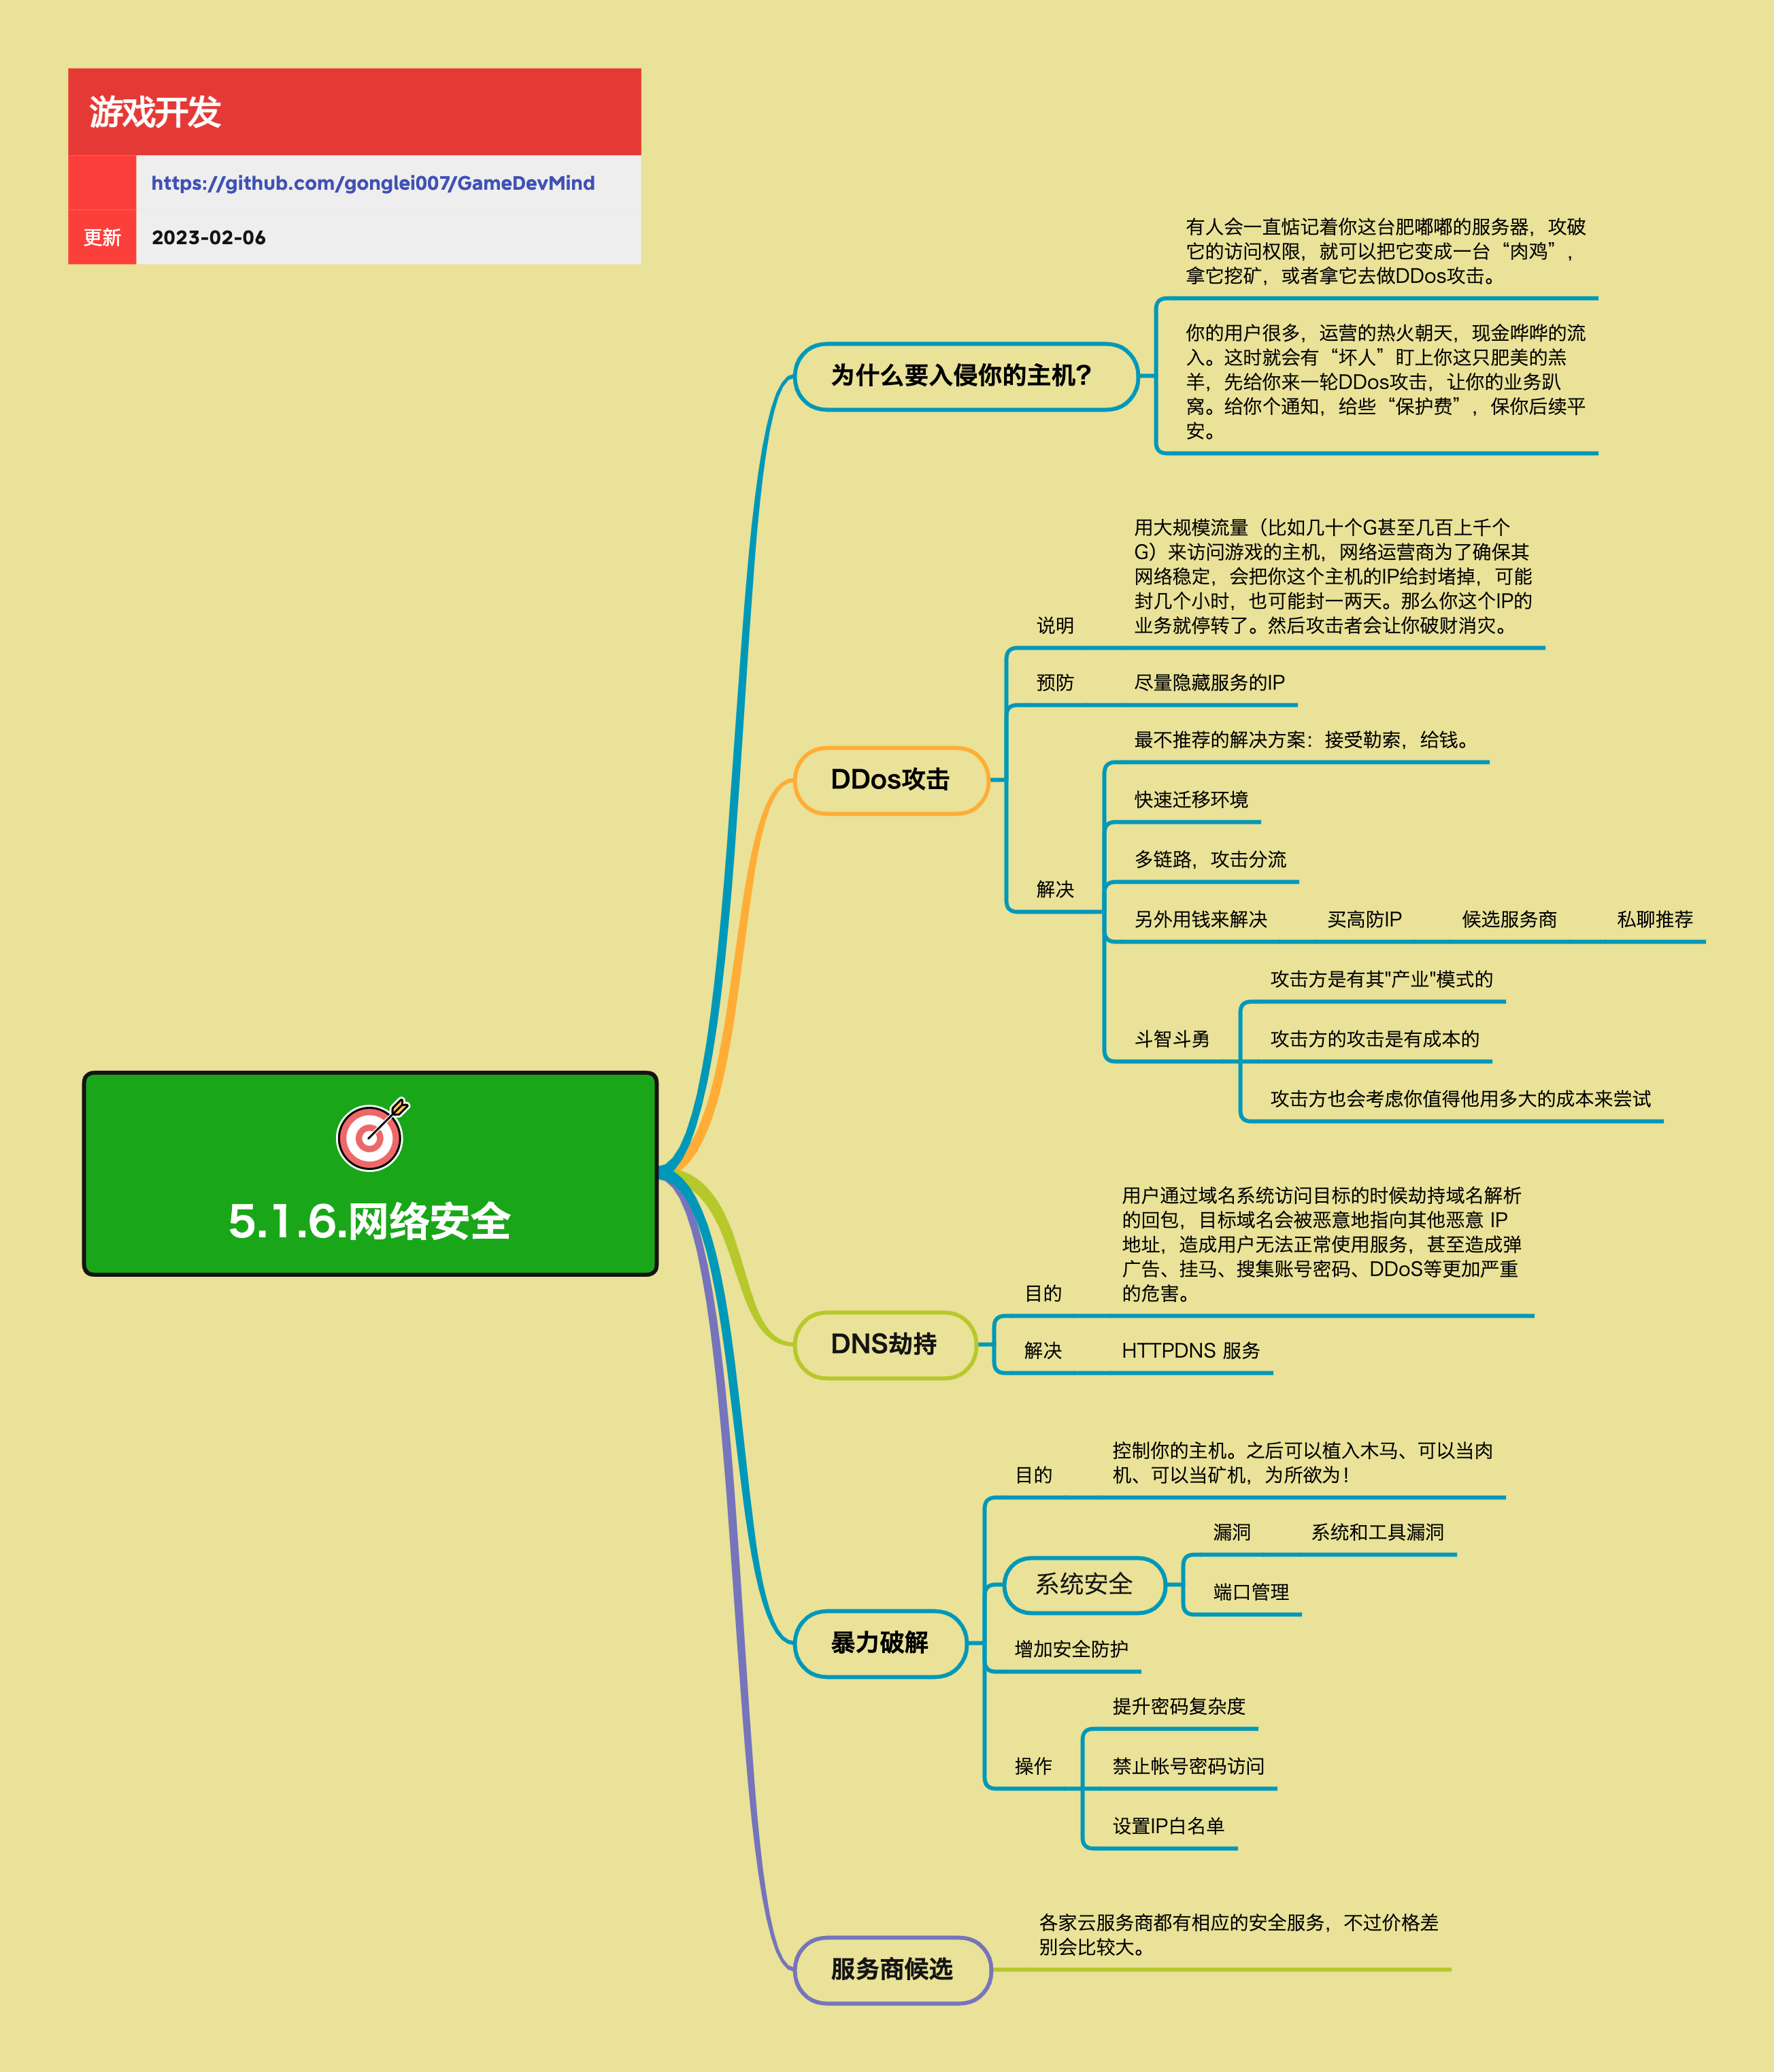 游戏开发
https://github.com/gonglei007/GameDevMind
更新
2023-02-06
5.1.6.网络安全
为什么要入侵你的主机?
有人会一直惦记着你这台肥嘟嘟的服务器，攻破
它的访问权限，就可以把它变成一台“肉鸡”，
拿它挖矿，或者拿它去做DDos攻击。
你的用户很多，运营的热火朝天，现金哗哗的流
入。这时就会有“坏人”盯上你这只肥美的羔
羊，先给你来一轮DDos攻击，让你的业务趴
窝。给你个通知，给些“保护费”，保你后续平
安。
DDos攻击
说明
用大规模流量（比如几十个G甚至几百上千个
G）来访问游戏的主机，网络运营商为了确保其
网络稳定，会把你这个主机的IP给封堵掉，可能
封几个小时，也可能封一两天。那么你这个IP的
业务就停转了。然后攻击者会让你破财消灾。
预防
尽量隐藏服务的IP
解决
最不推荐的解决方案：接受勒索，给钱。
快速迁移环境
多链路，攻击分流
另外用钱来解决
买高防IP
候选服务商
私聊推荐
斗智斗勇
攻击方是有其"产业"模式的
攻击方的攻击是有成本的
攻击方也会考虑你值得他用多大的成本来尝试
DNS劫持
目的
用户通过域名系统访问目标的时候劫持域名解析
的回包，目标域名会被恶意地指向其他恶意 IP
地址，造成用户无法正常使用服务，甚至造成弹
广告、挂马、搜集账号密码、DDoS等更加严重
的危害。
解决
HTTPDNS 服务
暴力破解
目的
控制你的主机。之后可以植入木马、可以当肉
机、可以当矿机，为所欲为！
系统安全
漏洞
系统和工具漏洞
端口管理
增加安全防护
操作
提升密码复杂度
禁止帐号密码访问
设置IP白名单
服务商候选
各家云服务商都有相应的安全服务，不过价格差
别会比较大。